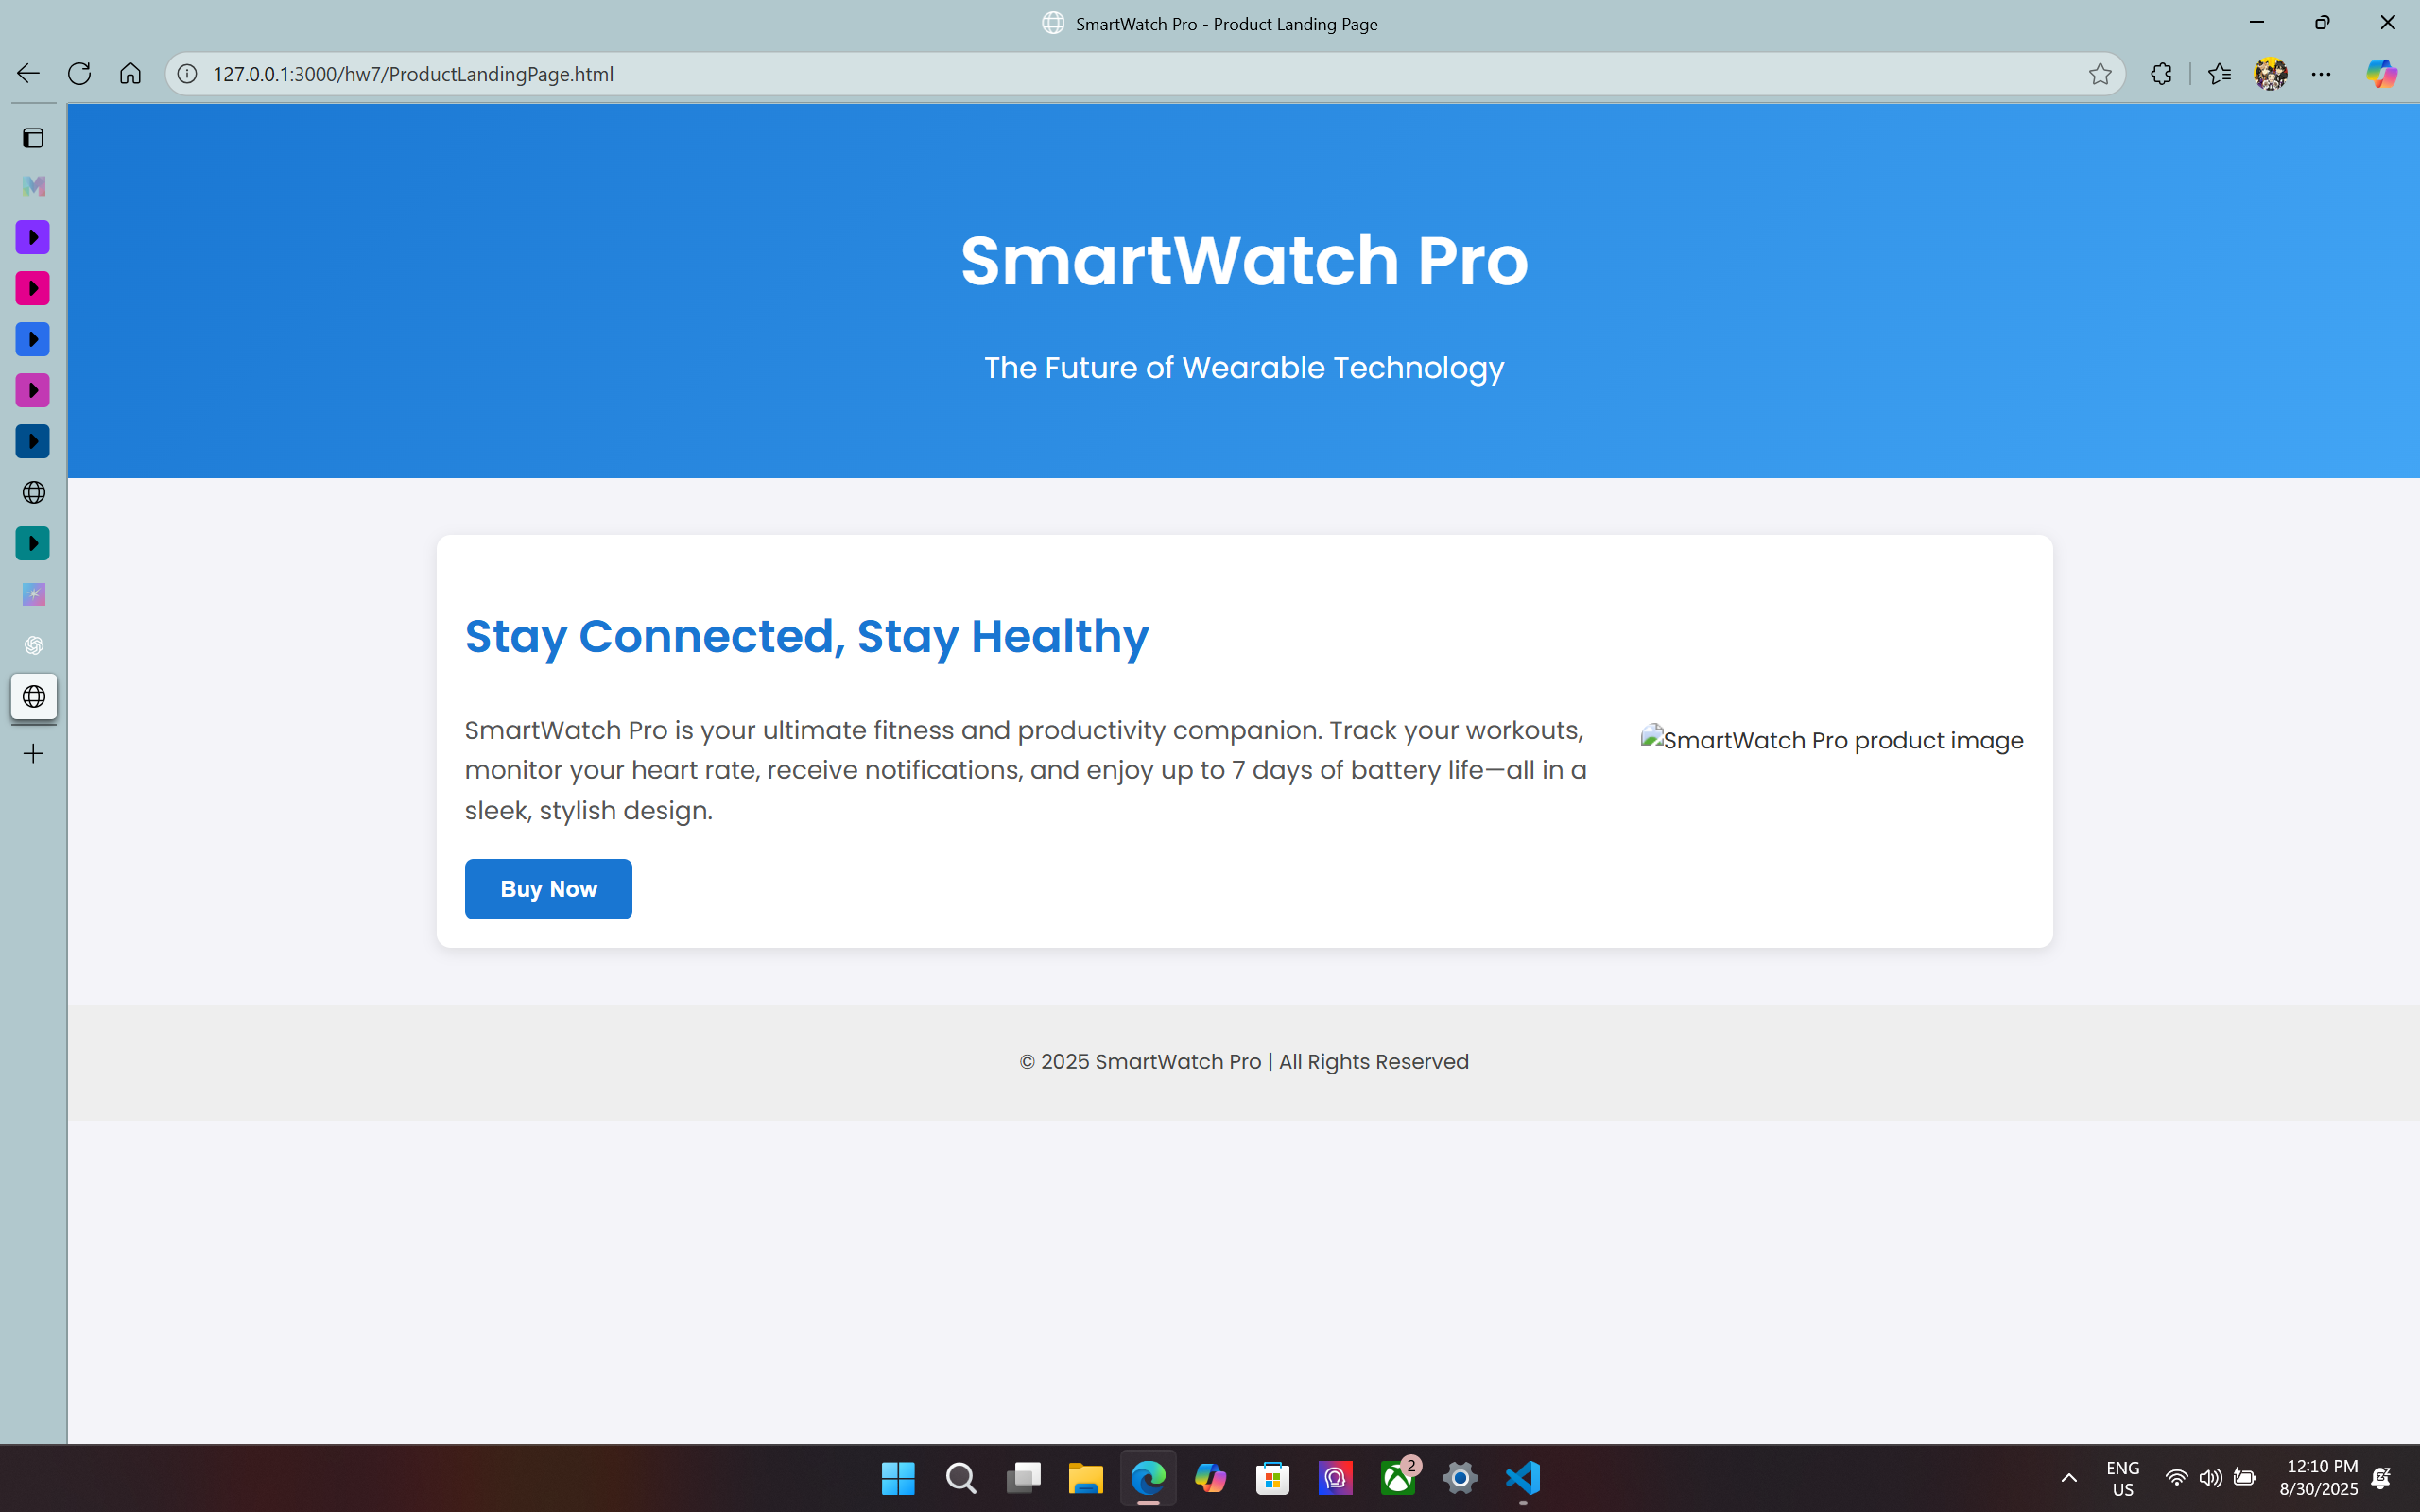 SmartWatch Pro - Product Landing Page
127.0.0.1:3000/hw7/ProductLandingPage.html
SmartWatch Pro
The Future of Wearable Technology
Stay Connected, Stay Healthy
SmartWatch Pro is your ultimate fitness and productivity companion. Track your workouts,
monitor your heart rate, receive notifications, and enjoy up to 7 days of battery life—all in a
sleek, stylish design.
SmartWatch Pro product image
Buy Now
© 2025 SmartWatch Pro | All Rights Reserved
2
ENG
US
12:10 PM
8/30/2025